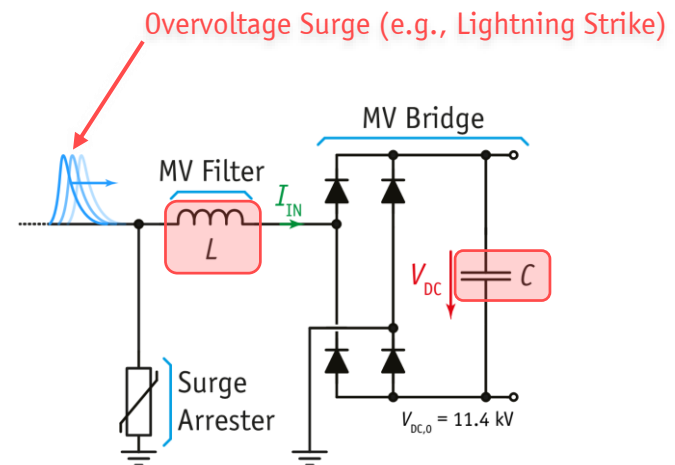 Overvoltage Surge (e.g., Lightning Strike)
MV Bridge
MV Filter
I_IN
L
V_DC
C
Surge
Arrester
V_DC,0 = 11.4 kV